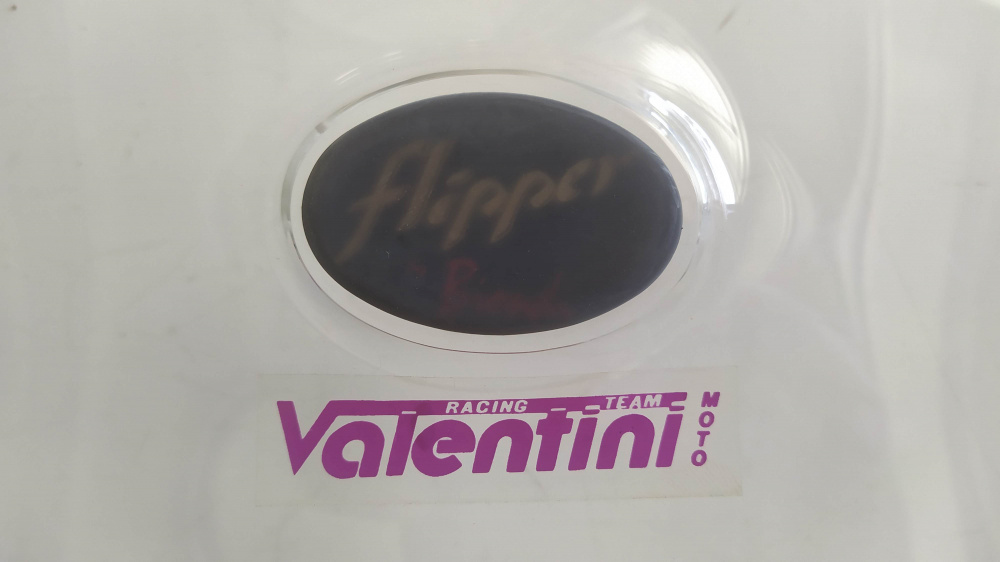 flipper
RACING TEAM
Valentini
MOTO